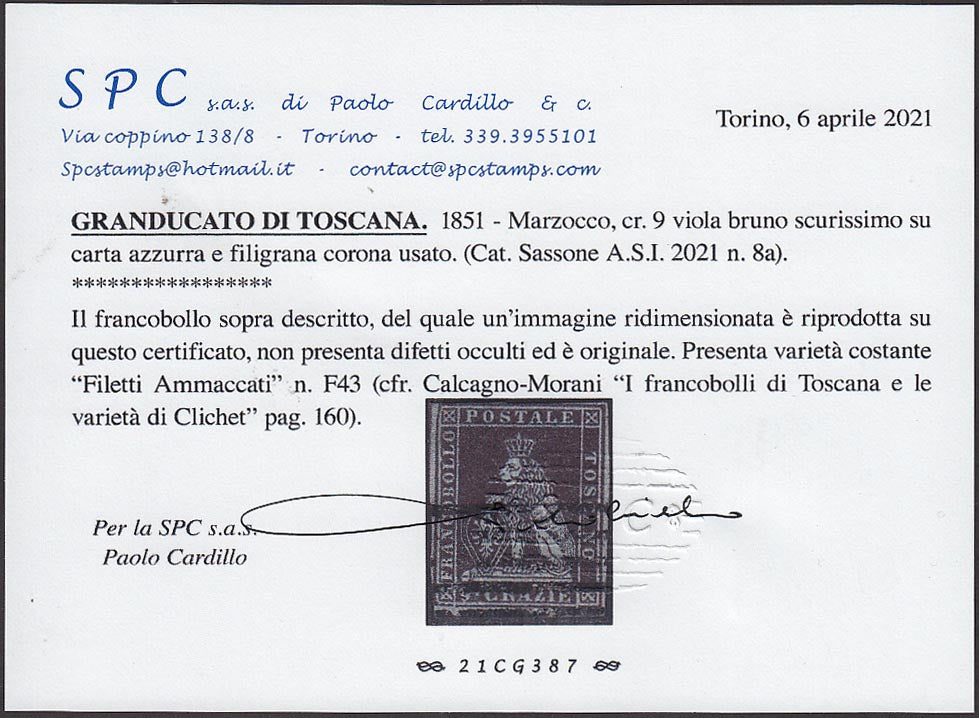 SPC s.a.s. di Paolo Cardillo & c.
Via coppino 138/8 - Torino - tel. 339.3955101
Spcstamps@hotmail.it - contact@spcstamps.com
Torino, 6 aprile 2021
GRANDUCATO DI TOSCANA. 1851 - Marzocco, cr. 9 viola bruno scurissimo su
carta azzurra e filigrana corona usato. (Cat. Sassone A.S.I. 2021 n. 8a).
*****************
Il francobollo sopra descritto, del quale un'immagine ridimensionata è riprodotta su
questo certificato, non presenta difetti occulti ed è originale. Presenta varietà costante
“Filetti Ammaccati” n. F43 (cfr. Calcagno-Morani “I francobolli di Toscana e le
varietà di Clichet” pag. 160).
POSTALE
FRANCOBOLLO
TOSCANO
9 CRAZIE
Per la SPC s.a.s.
Paolo Cardillo
21CG387